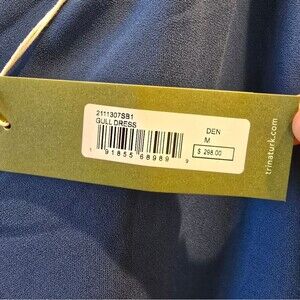 2111307SB1
GULL DRESS
DEN
M
$ 298.00
1 91855 68989 9
trinaturk.com